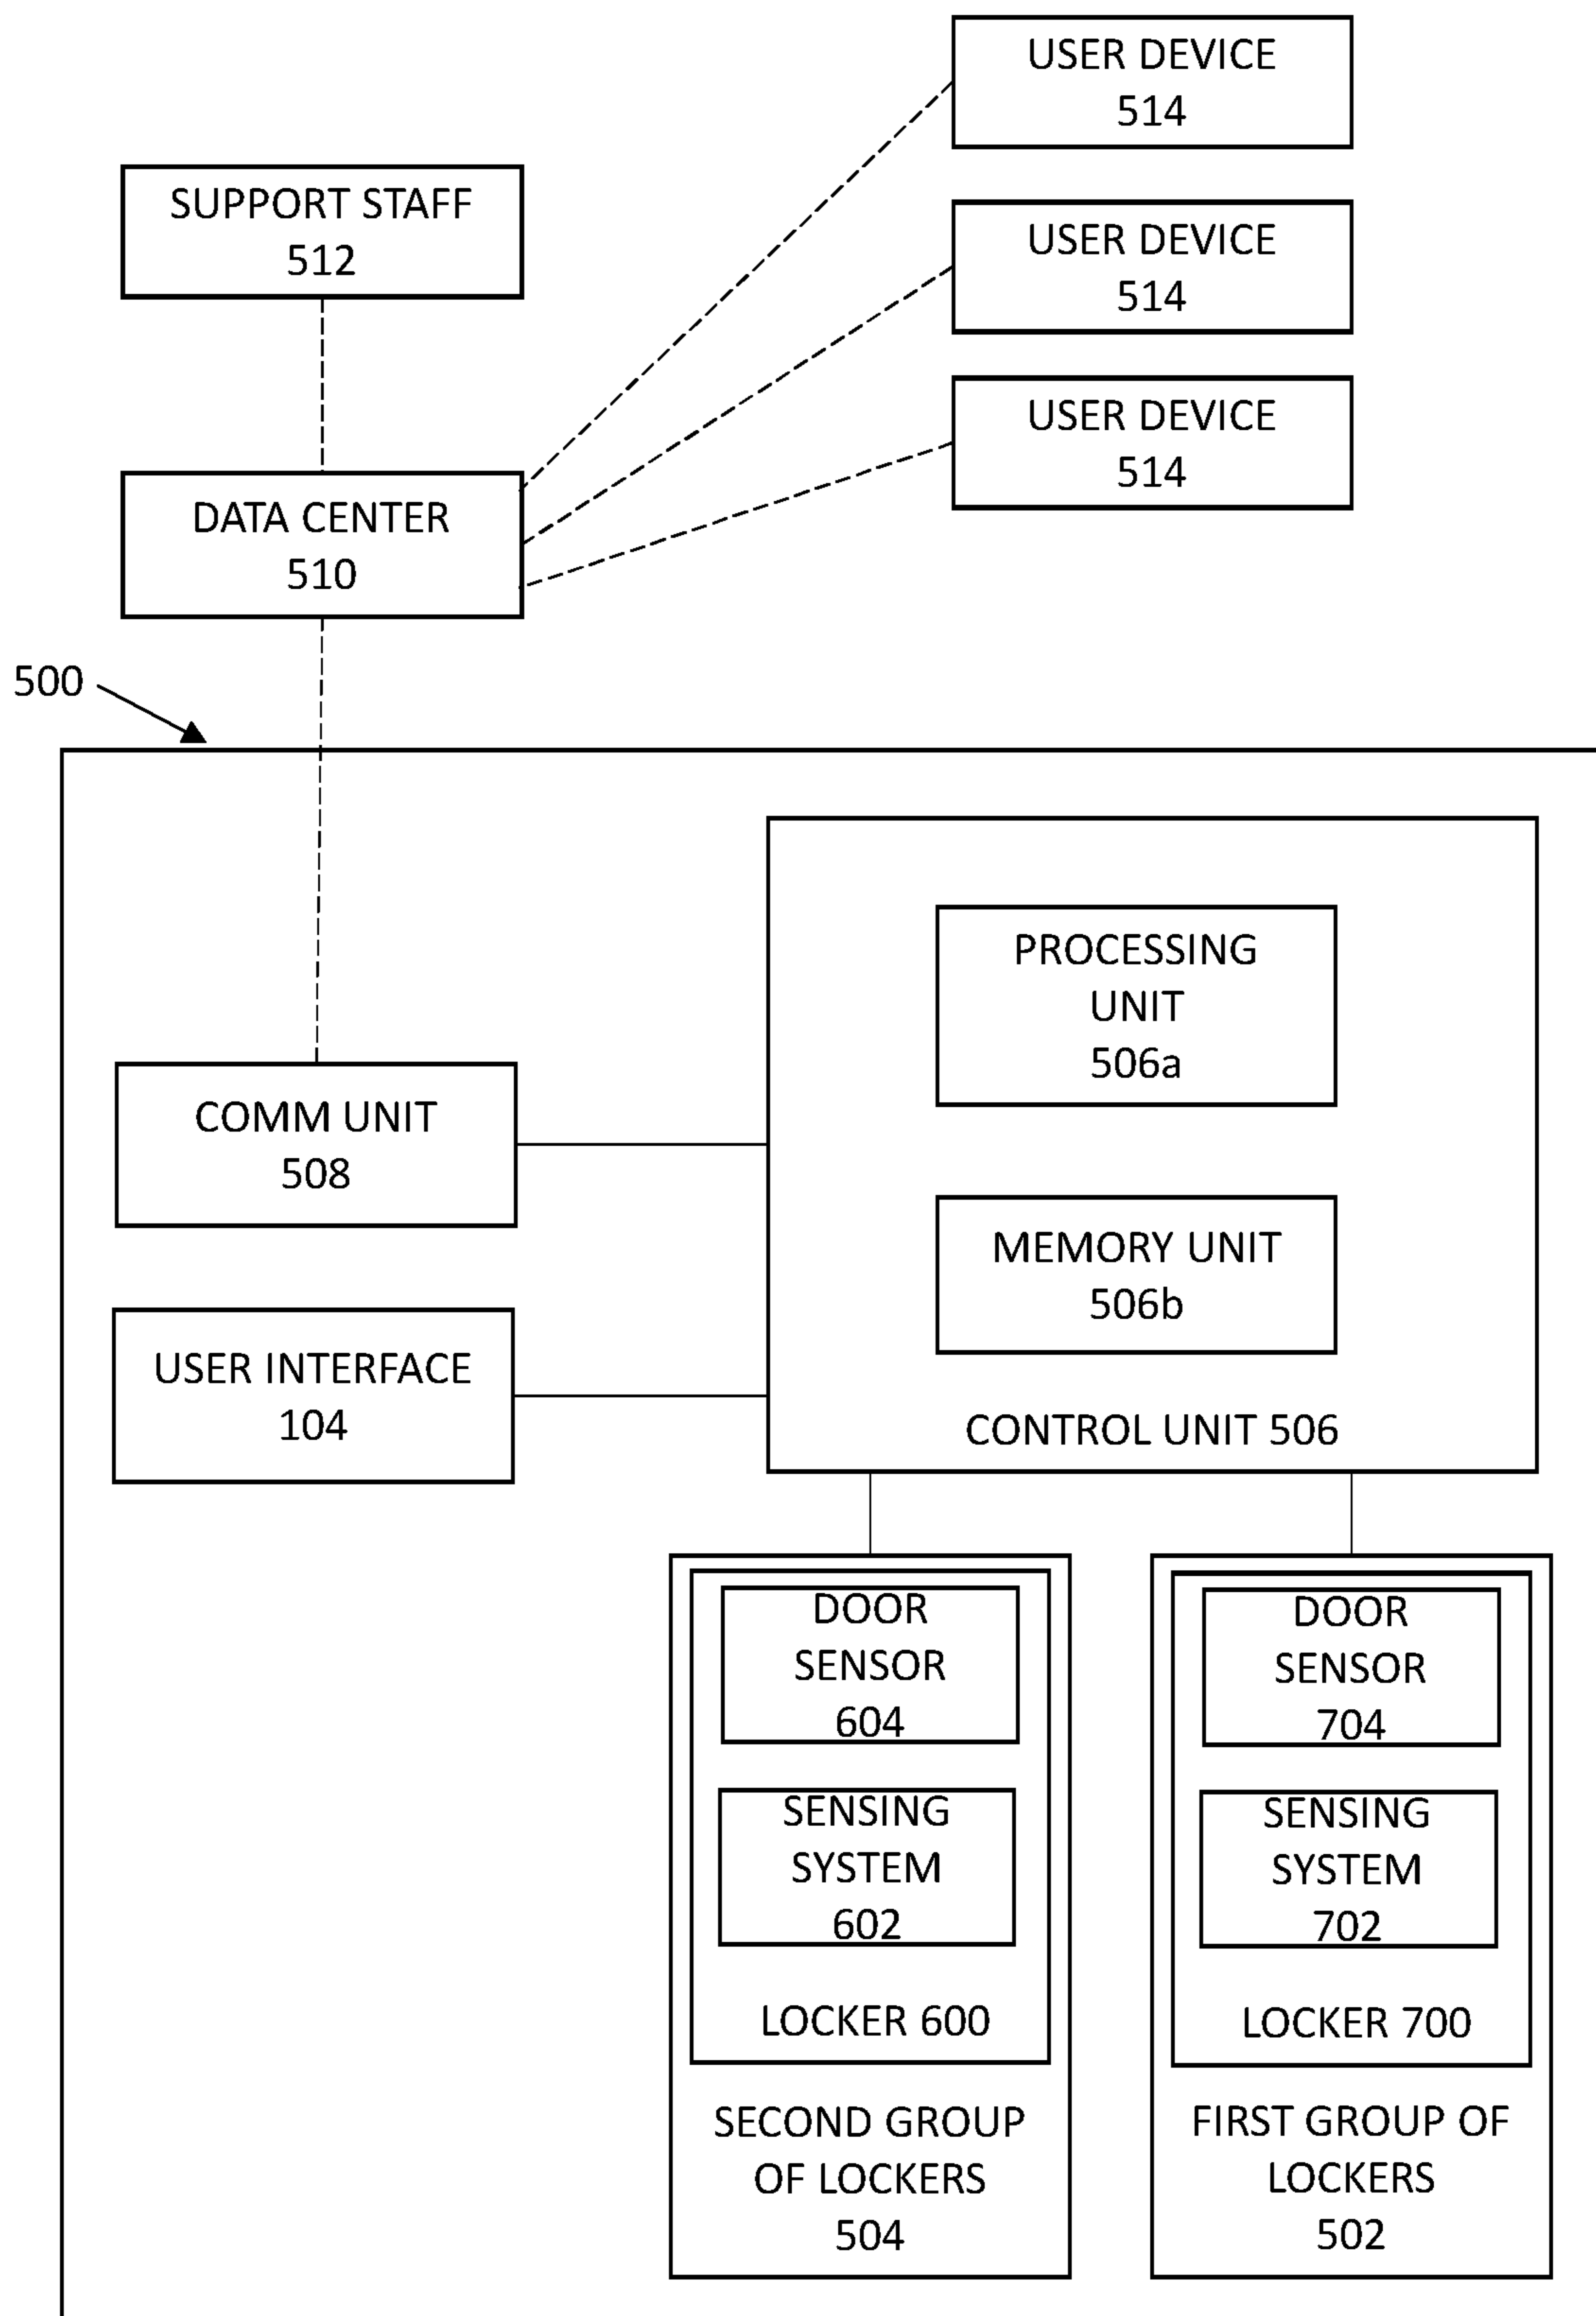 USER DEVICE
514
SUPPORT STAFF
512
USER DEVICE
514
USER DEVICE
514
DATA CENTER
510
500
PROCESSING
UNIT
506a
COMM UNIT
508
MEMORY UNIT
506b
USER INTERFACE
104
CONTROL UNIT 506
DOOR
SENSOR
604
SENSING
SYSTEM
602
LOCKER 600
SECOND GROUP
OF LOCKERS
504
DOOR
SENSOR
704
SENSING
SYSTEM
702
LOCKER 700
FIRST GROUP OF
LOCKERS
502